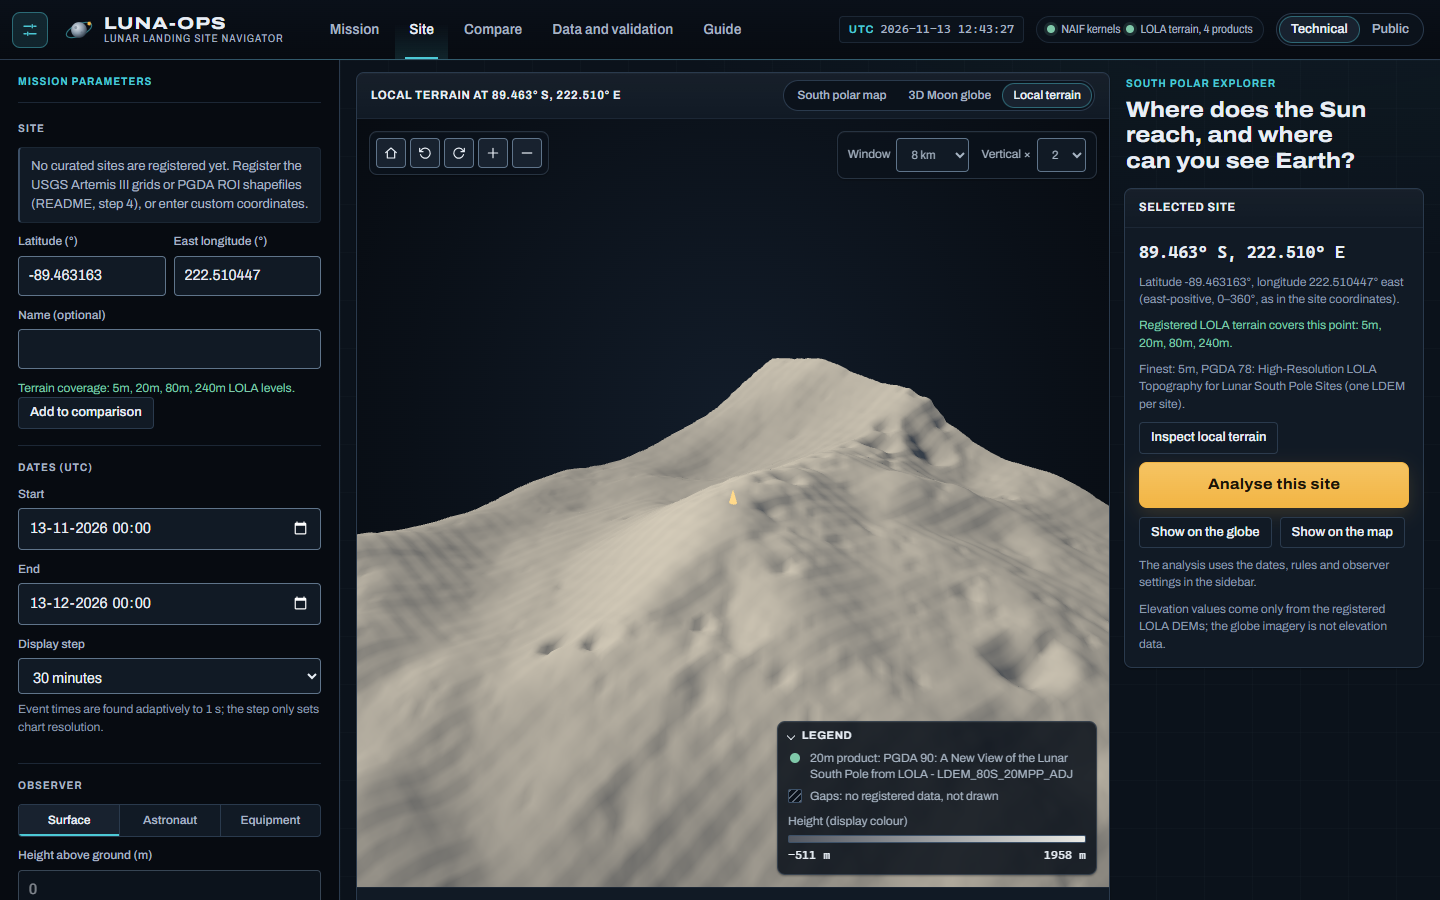 LUNA-OPS
LUNAR LANDING SITE NAVIGATOR
Mission
Site
Compare
Data and validation
Guide
UTC 2026-11-13 12:43:27
NAIF kernels
LOLA terrain, 4 products
Technical
Public
MISSION PARAMETERS
SITE
No curated sites are registered yet. Register the
USGS Artemis III grids or PGDA ROI shapefiles
(README, step 4), or enter custom coordinates.
Latitude (°)
East longitude (°)
-89.463163
222.510447
Name (optional)
Terrain coverage: 5m, 20m, 80m, 240m LOLA levels.
Add to comparison
DATES (UTC)
Start
13-11-2026 00:00
End
13-12-2026 00:00
Display step
30 minutes
Event times are found adaptively to 1 s; the step only sets
chart resolution.
OBSERVER
Surface
Astronaut
Equipment
Height above ground (m)
0
LOCAL TERRAIN AT 89.463° S, 222.510° E
South polar map
3D Moon globe
Local terrain
Window
8 km
Vertical ×
2
LEGEND
20m product: PGDA 90: A New View of the Lunar
South Pole from LOLA - LDEM_80S_20MPP_ADJ
Gaps: no registered data, not drawn
Height (display colour)
−511 m
1958 m
SOUTH POLAR EXPLORER
Where does the Sun
reach, and where
can you see Earth?
SELECTED SITE
89.463° S, 222.510° E
Latitude -89.463163°, longitude 222.510447° east
(east-positive, 0–360°, as in the site coordinates).
Registered LOLA terrain covers this point: 5m,
20m, 80m, 240m.
Finest: 5m, PGDA 78: High-Resolution LOLA
Topography for Lunar South Pole Sites (one LDEM
per site).
Inspect local terrain
Analyse this site
Show on the globe
Show on the map
The analysis uses the dates, rules and observer
settings in the sidebar.
Elevation values come only from the registered
LOLA DEMs; the globe imagery is not elevation
data.